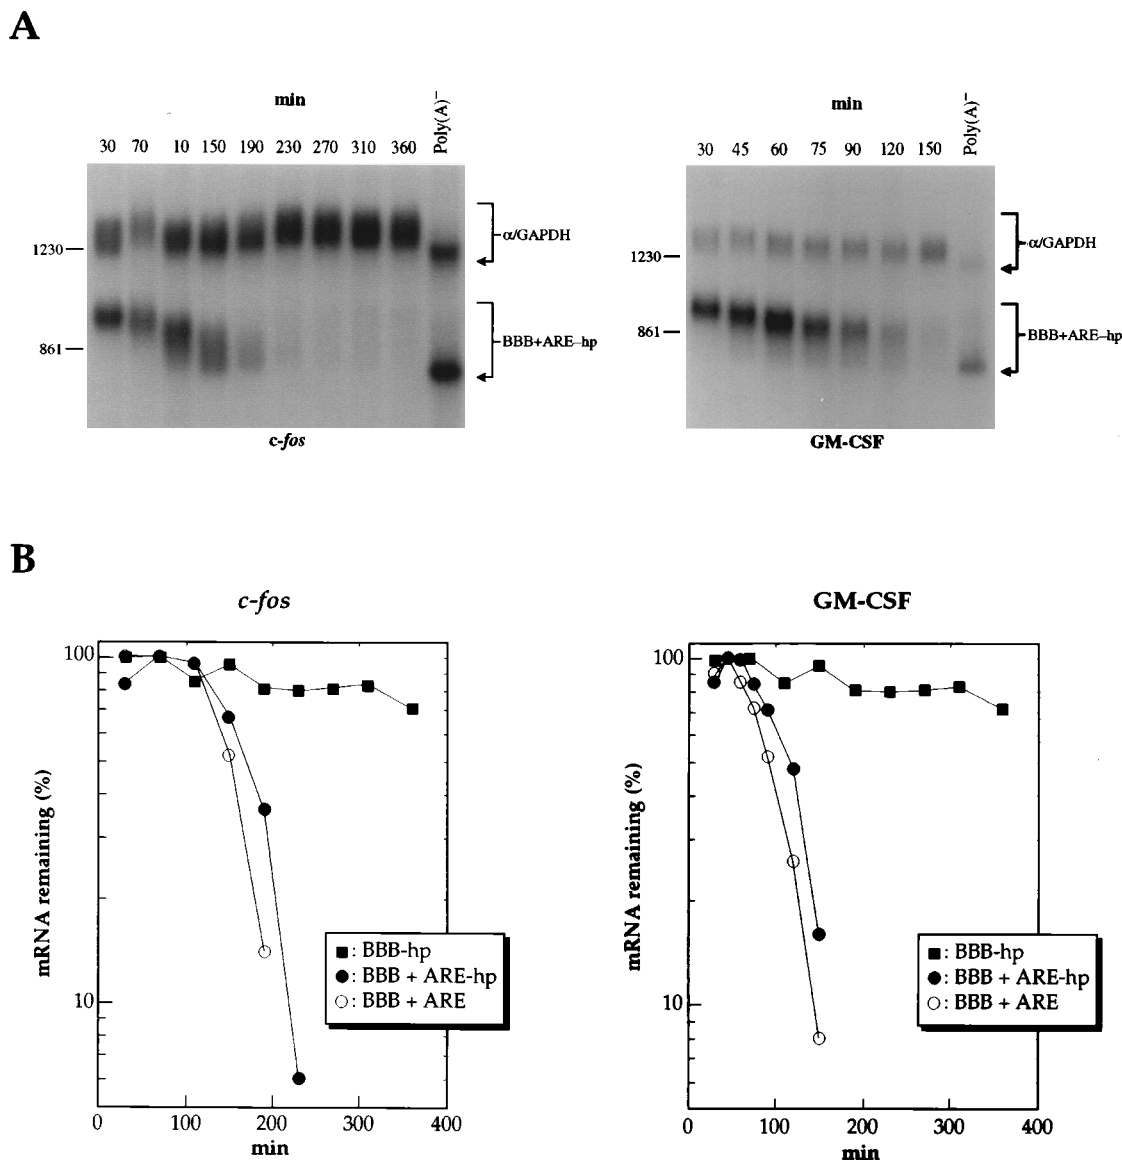 A
min
30 70 10 150 190 230 270 310 360 Poly(A)⁻
1230
α/GAPDH
861
BBB+ARE–hp
c-fos
min
30 45 60 75 90 120 150 Poly(A)⁻
1230
α/GAPDH
861
BBB+ARE–hp
GM-CSF
B
c-fos
mRNA remaining (%)
100
10
0 100 200 300 400
min
■: BBB-hp
●: BBB + ARE-hp
○: BBB + ARE
GM-CSF
mRNA remaining (%)
100
10
0 100 200 300 400
min
■: BBB-hp
●: BBB + ARE-hp
○: BBB + ARE